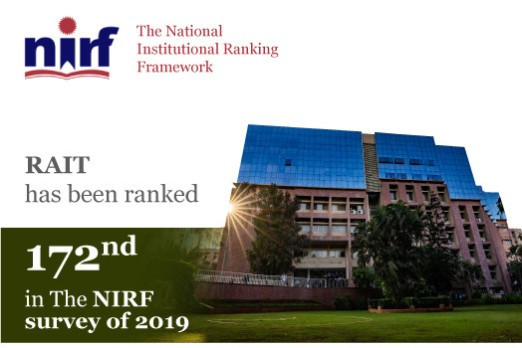 nirf
The National
Institutional Ranking
Framework
RAIT
has been ranked
172nd
in The NIRF
survey of 2019